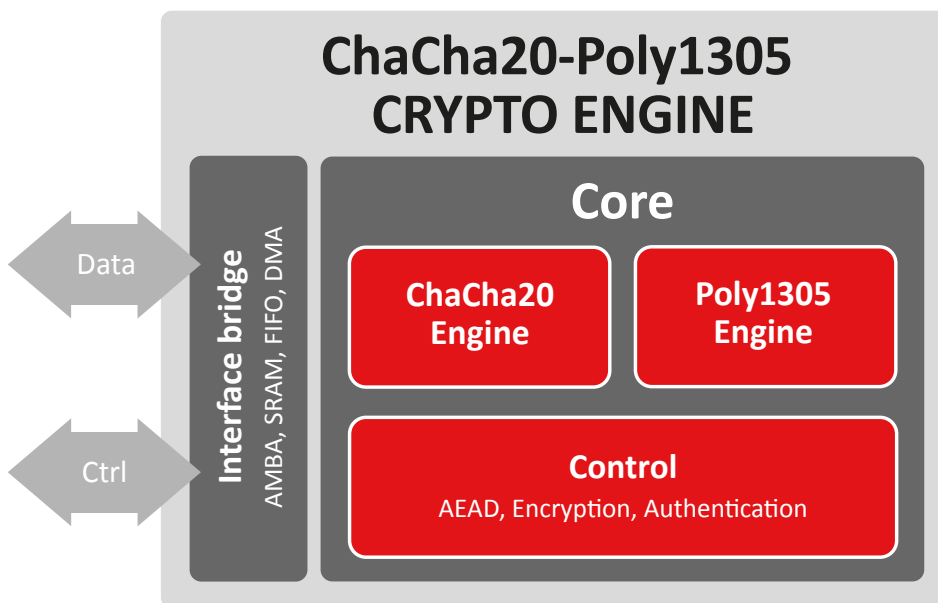 ChaCha20-Poly1305
CRYPTO ENGINE
Data
Ctrl
Interface bridge
AMBA, SRAM, FIFO, DMA
Core
ChaCha20
Engine
Poly1305
Engine
Control
AEAD, Encryption, Authentication